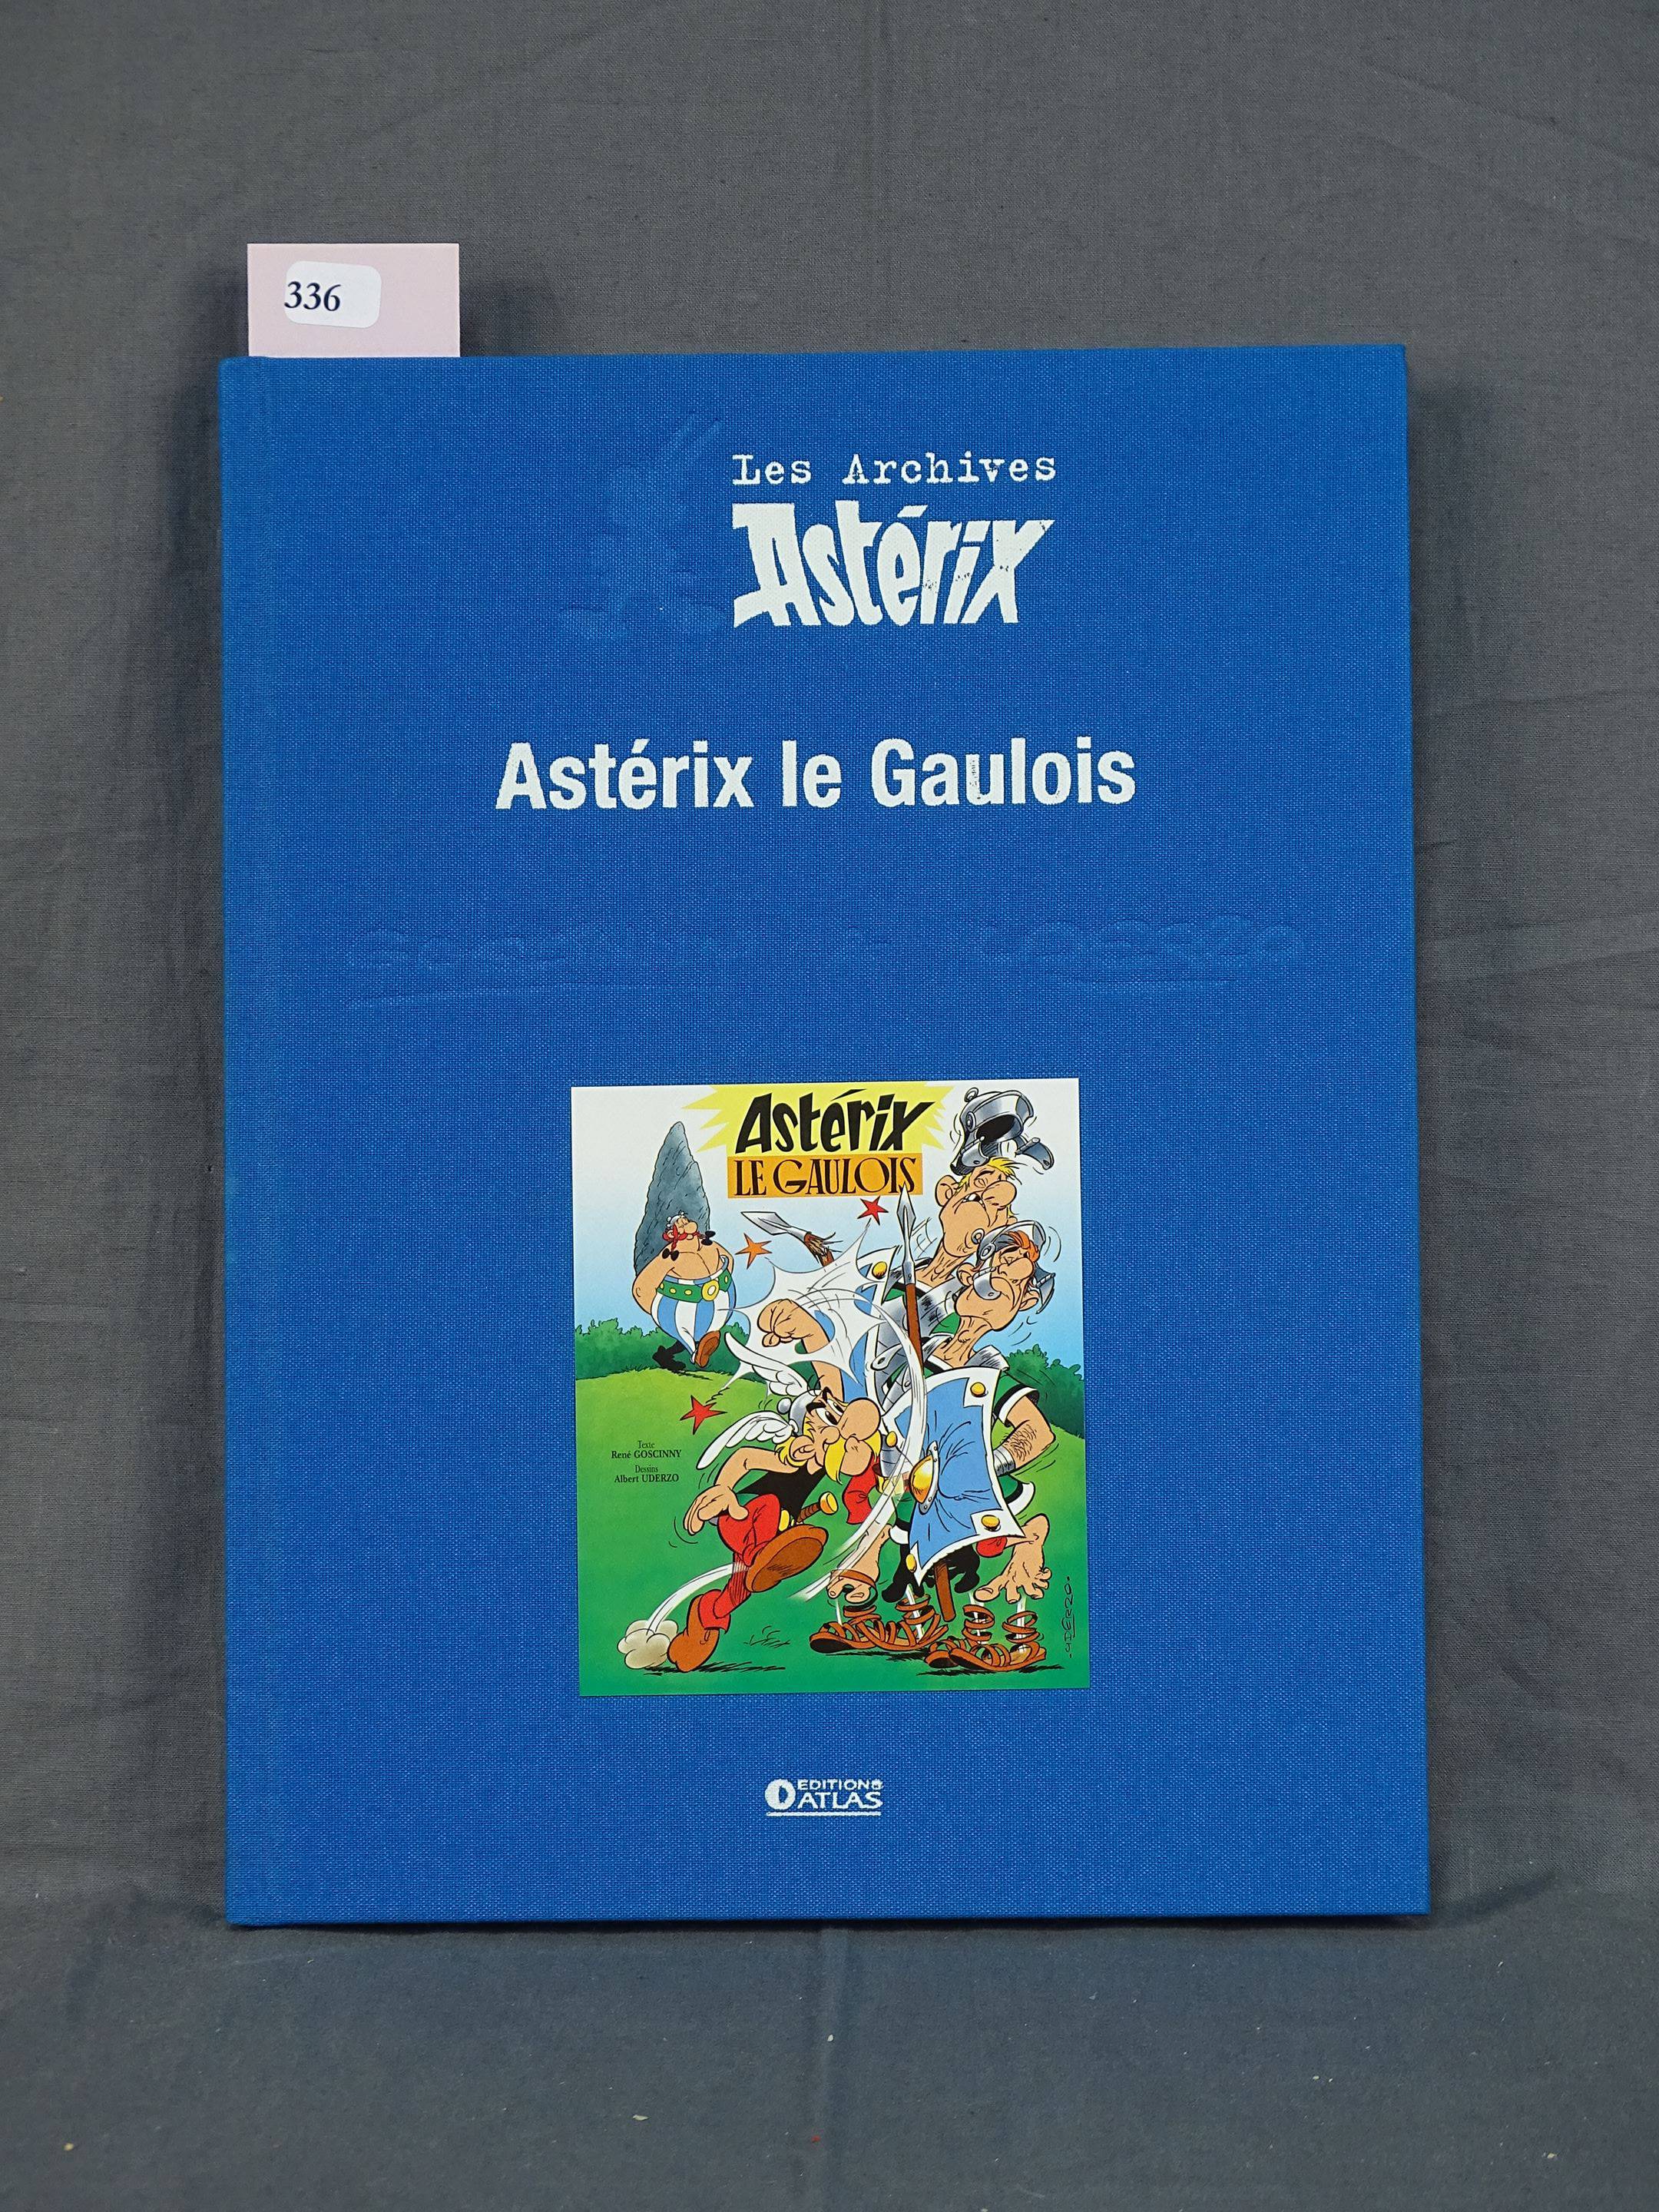 336
Les Archives
Astérix
Astérix le Gaulois
Astérix
LE GAULOIS
Texte
René GOSCINNY
Dessins
Albert UDERZO
·UDERZO·
EDITIONS
ATLAS